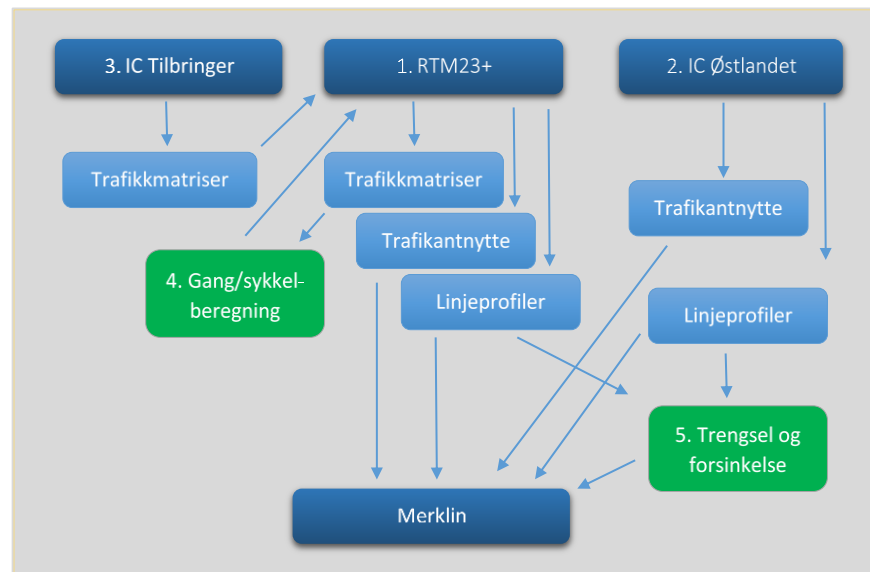 3. IC Tilbringer
1. RTM23+
2. IC Østlandet
Trafikkmatriser
Trafikkmatriser
Trafikantnytte
Trafikantnytte
4. Gang/sykkel-
beregning
Linjeprofiler
Linjeprofiler
5. Trengsel og
forsinkelse
Merklin